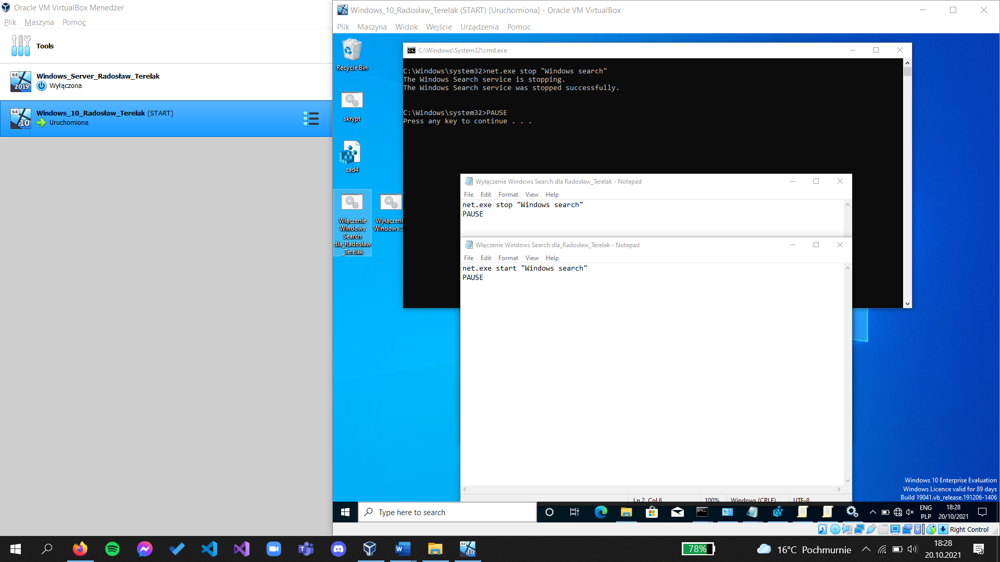 Oracle VM VirtualBox Menedżer
Plik Maszyna Pomoc
Tools
64
2019
Windows_Server_Radosław_Terelak
Wyłączona
64
10
Windows_10_Radosław_Terelak (START)
Uruchomiona
Windows_10_Radosław_Terelak (START) [Uruchomiona] - Oracle VM VirtualBox
Plik Maszyna Widok Wejście Urządzenia Pomoc
Recycle Bin
skrypt
zad4
Włączenie
Windows
Search
dla_Radosław
_Terelak
Wyłączeni
Windows S
C:\Windows\System32\cmd.exe
C:\Windows\system32>net.exe stop "Windows search"
The Windows Search service is stopping.
The Windows Search service was stopped successfully.
C:\Windows\system32>PAUSE
Press any key to continue . . .
Wyłączenie Windows Search dla Radosław_Terelak - Notepad
File Edit Format View Help
net.exe stop "Windows search"
PAUSE
Włączenie Windows Search dla_Radosław_Terelak - Notepad
File Edit Format View Help
net.exe start "Windows search"
PAUSE
Ln 2, Col 6 100% Windows (CRLF) UTF-8
Windows 10 Enterprise Evaluation
Windows Licence valid for 89 days
Build 19041.vb_release.191206-1406
Type here to search
ENG
PLP
18:28
20/10/2021
Right Control
78%
16°C Pochmurnie
18:28
20.10.2021